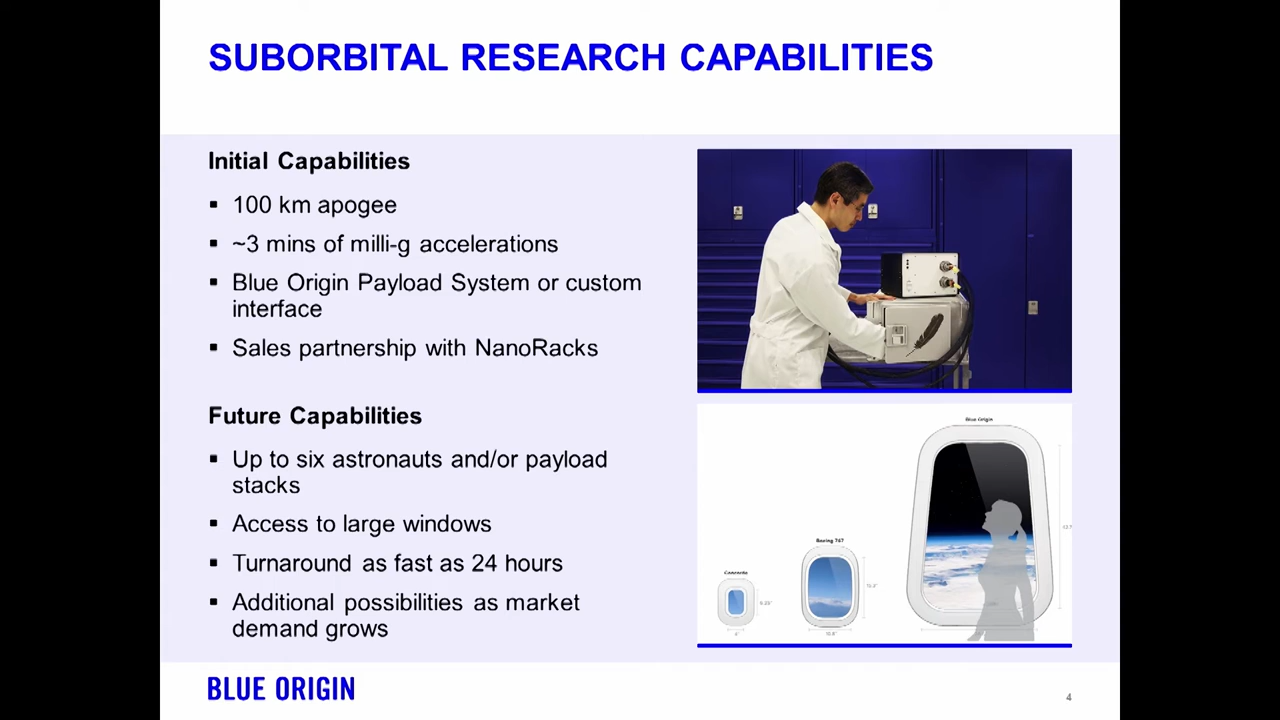 SUBORBITAL RESEARCH CAPABILITIES
Initial Capabilities
▪ 100 km apogee
▪ ~3 mins of milli-g accelerations
▪ Blue Origin Payload System or custom
interface
▪ Sales partnership with NanoRacks
Future Capabilities
▪ Up to six astronauts and/or payload
stacks
▪ Access to large windows
▪ Turnaround as fast as 24 hours
▪ Additional possibilities as market
demand grows
Blue Origin
Boeing 767
Concorde
BLUE ORIGIN
4